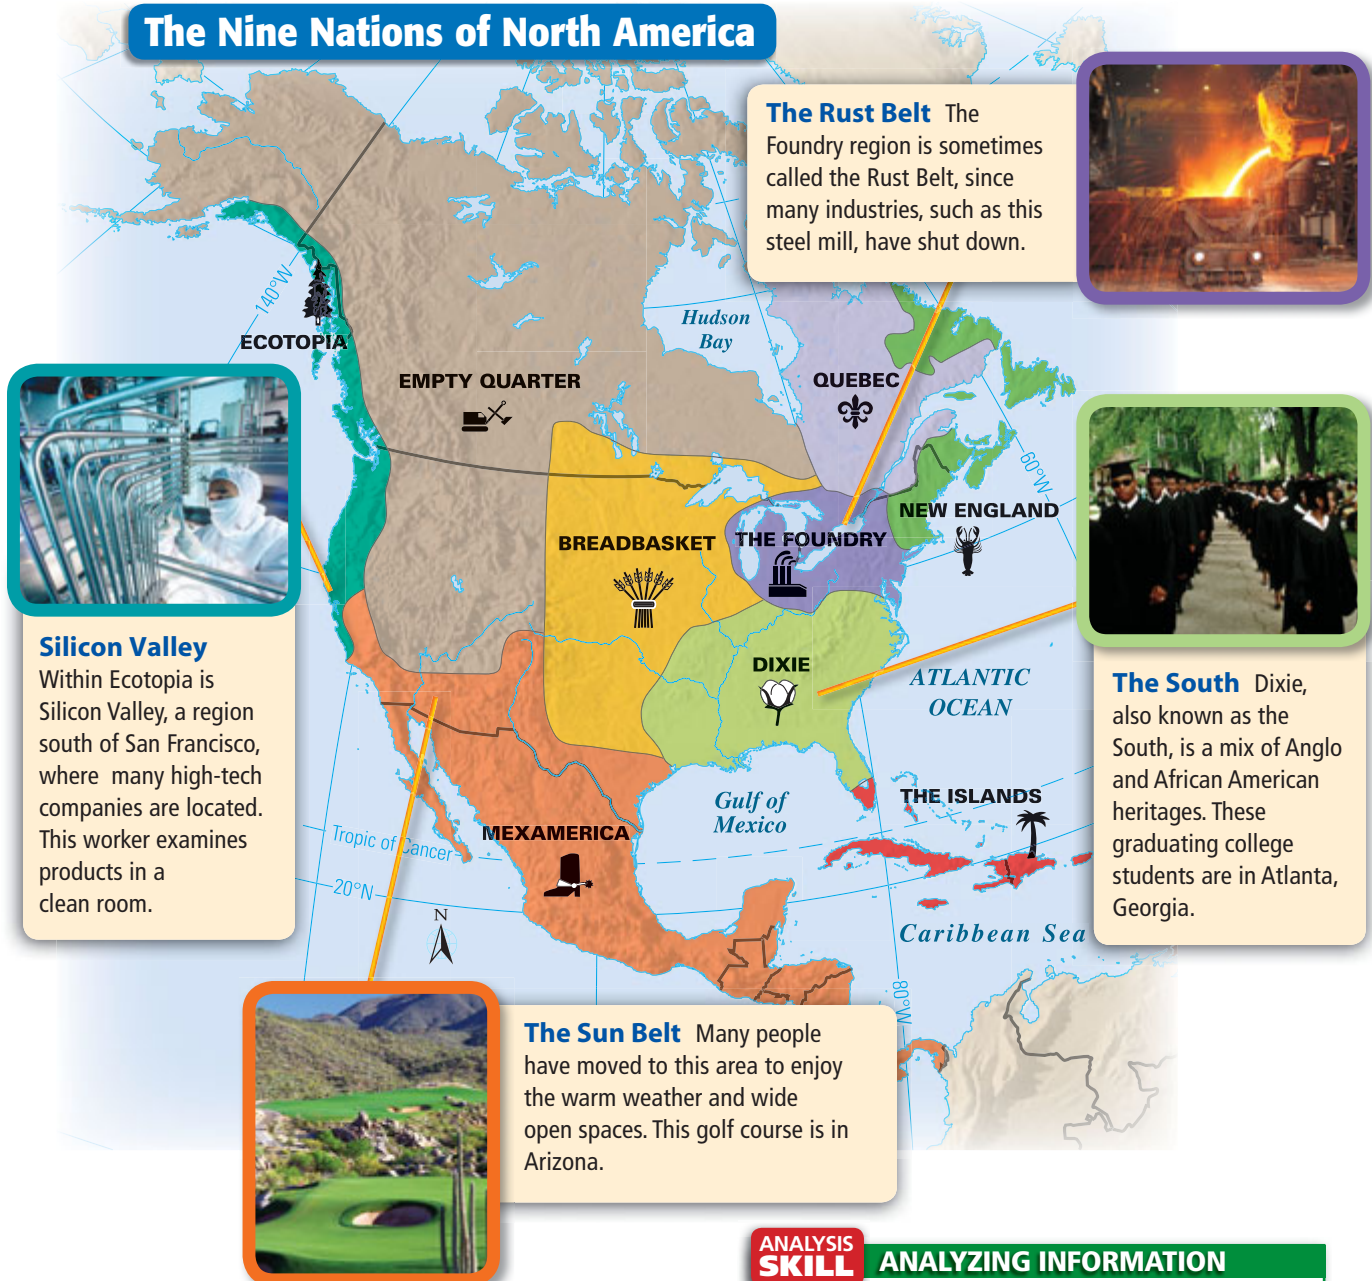 The Nine Nations of North America
The Rust Belt The
Foundry region is sometimes
called the Rust Belt, since
many industries, such as this
steel mill, have shut down.
140°W
ECOTOPIA
Hudson
Bay
EMPTY QUARTER
QUEBEC
60°W
NEW ENGLAND
BREADBASKET
THE FOUNDRY
Silicon Valley
Within Ecotopia is
Silicon Valley, a region
south of San Francisco,
where many high-tech
companies are located.
This worker examines
products in a
clean room.
DIXIE
ATLANTIC
OCEAN
The South Dixie,
also known as the
South, is a mix of Anglo
and African American
heritages. These
graduating college
students are in Atlanta,
Georgia.
Gulf of
Mexico
THE ISLANDS
MEXAMERICA
Tropic of Cancer
20°N
N
Caribbean Sea
80°W
The Sun Belt Many people
have moved to this area to enjoy
the warm weather and wide
open spaces. This golf course is in
Arizona.
ANALYSIS
SKILL
ANALYZING INFORMATION